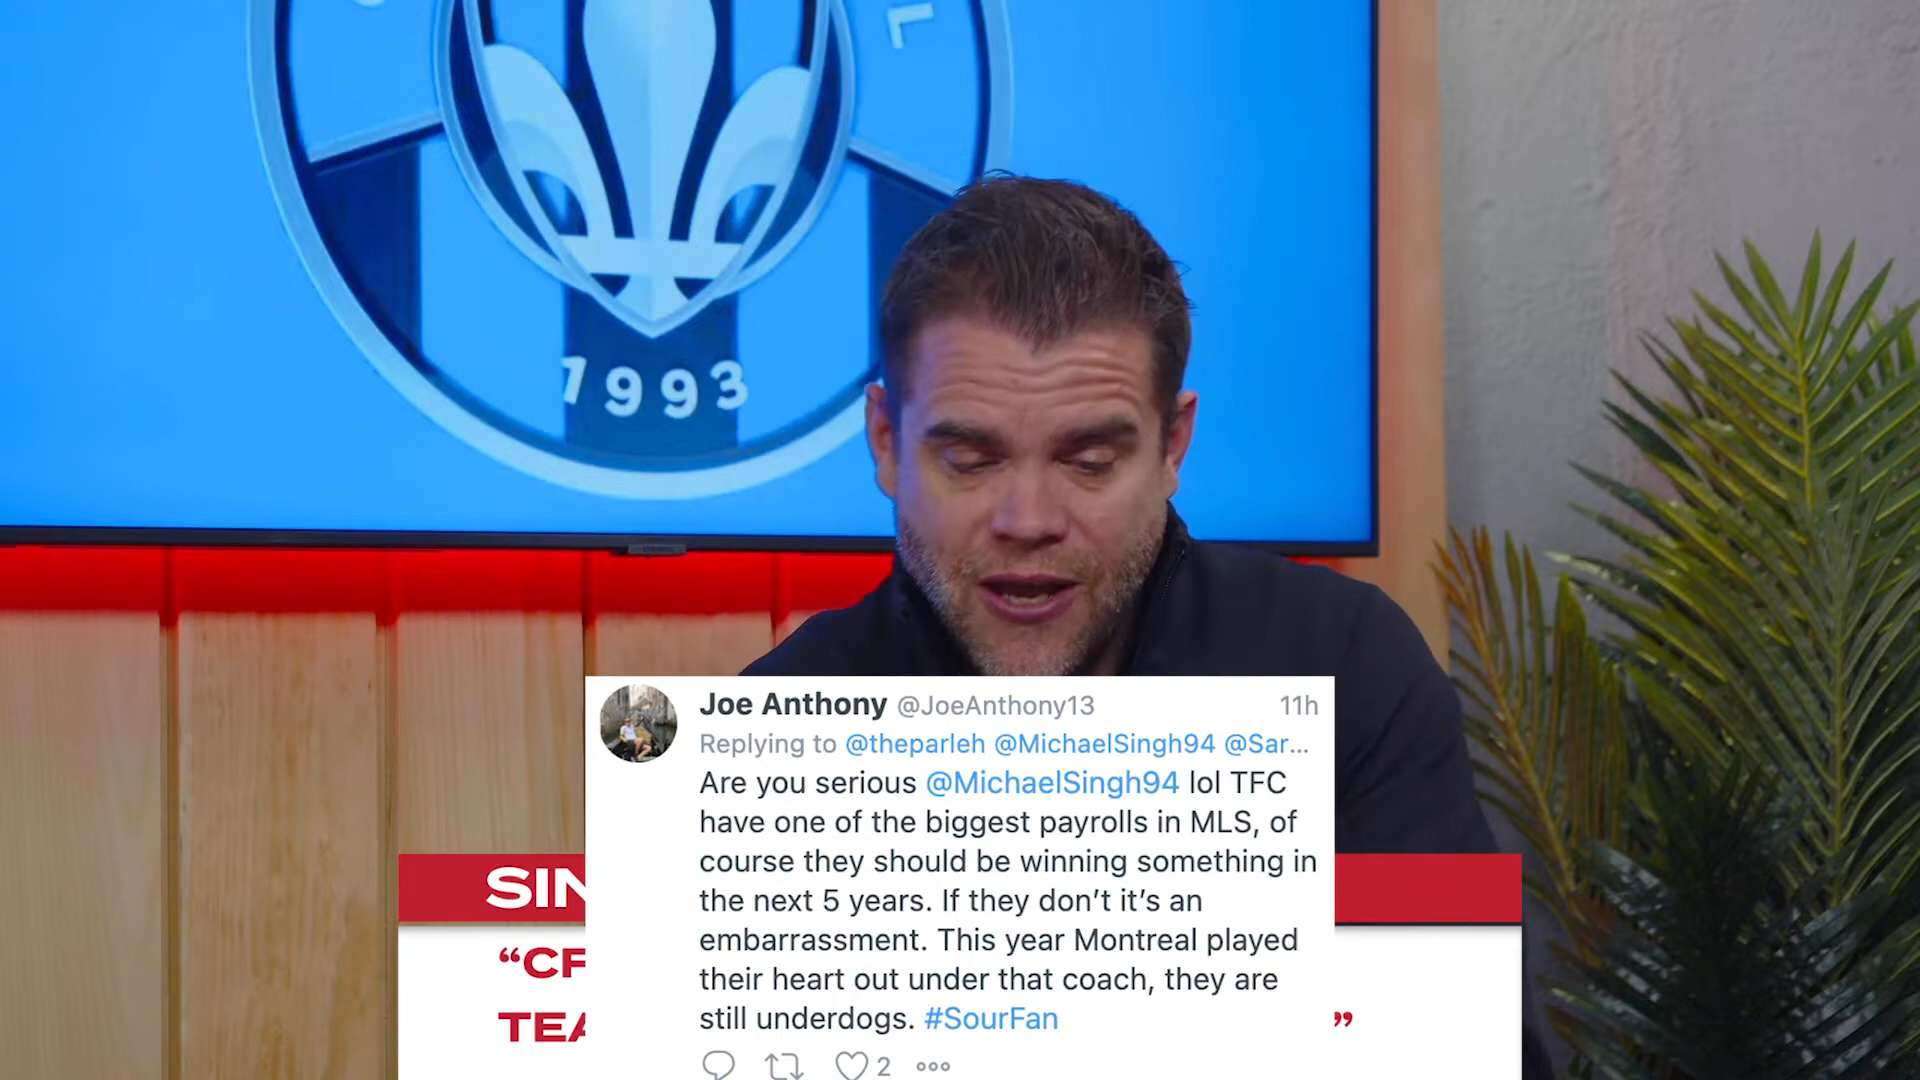 L
1993
Joe Anthony @JoeAnthony13 11h
Replying to @theparleh @MichaelSingh94 @Sar...
Are you serious @MichaelSingh94 lol TFC
have one of the biggest payrolls in MLS, of
course they should be winning something in
the next 5 years. If they don’t it’s an
embarrassment. This year Montreal played
their heart out under that coach, they are
still underdogs. #SourFan
2
SIN
“CF
TEA ”